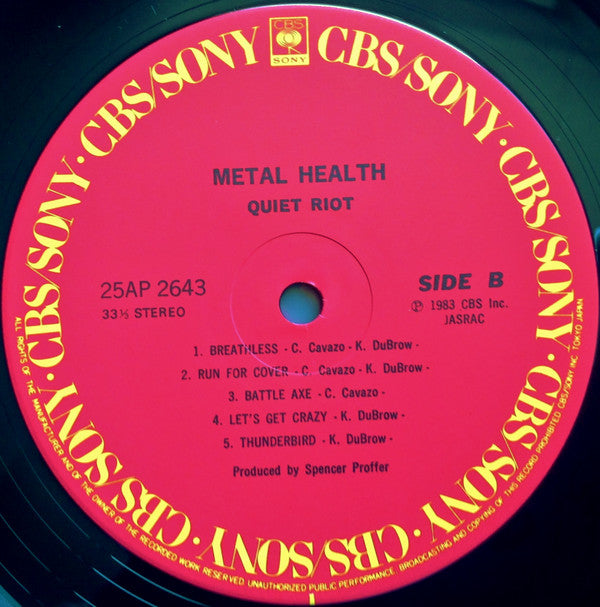 CBS
SONY
CBS/SONY · CBS/SONY · CBS/SONY · CBS/SONY · CBS/SONY · CBS/SONY · CBS/SONY · CBS/SONY
METAL HEALTH
QUIET RIOT
25AP 2643
33⅓ STEREO
SIDE B
Ⓟ 1983 CBS Inc.
JASRAC
1. BREATHLESS - C. Cavazo - K. DuBrow -
2. RUN FOR COVER - C. Cavazo - K. DuBrow -
3. BATTLE AXE - C. Cavazo -
4. LET'S GET CRAZY - K. DuBrow -
5. THUNDERBIRD - K. DuBrow -
Produced by Spencer Proffer
ALL RIGHTS OF THE MANUFACTURER AND OF THE OWNER OF THE RECORDED WORK RESERVED. UNAUTHORIZED PUBLIC PERFORMANCE, BROADCASTING AND COPYING OF THIS RECORD PROHIBITED CBS/SONY INC. TOKYO JAPAN